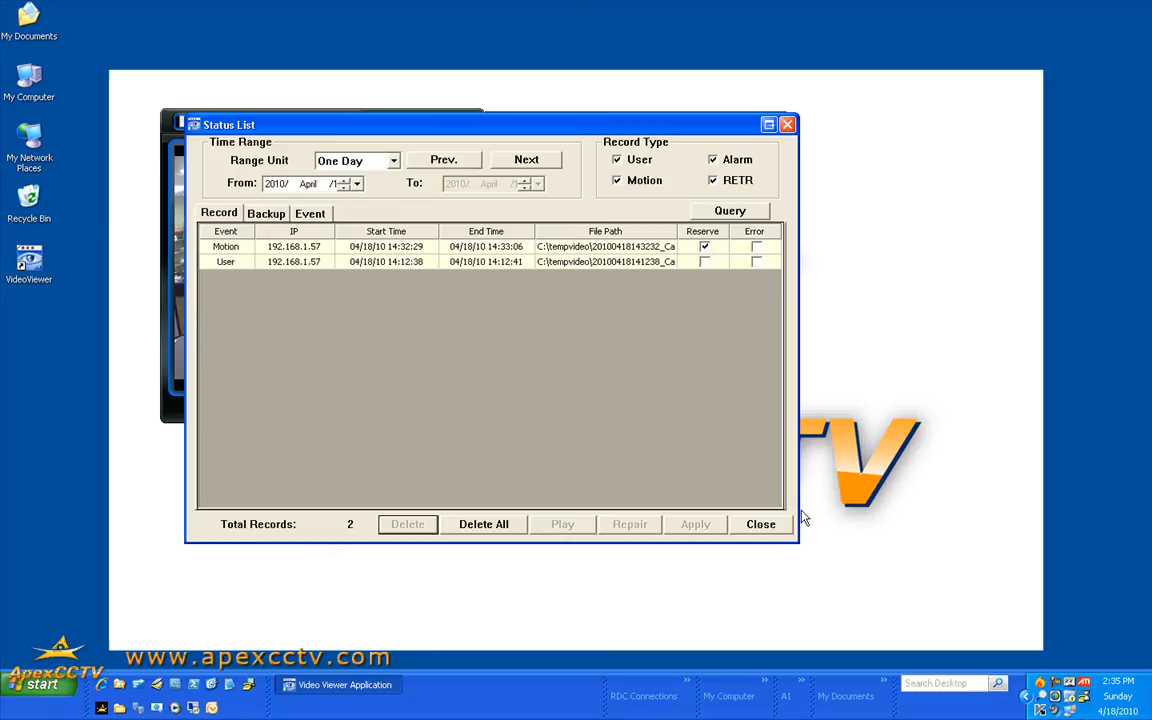 My Documents
My Computer
My Network
Places
Recycle Bin
VideoViewer
Status List
Time Range
Range Unit One Day Prev. Next
From: 2010/ April /1 To: 2010/ April /1
Record Type
User Alarm
Motion RETR
Record Backup Event Query
Event IP Start Time End Time File Path Reserve Error
Motion 192.168.1.57 04/18/10 14:32:29 04/18/10 14:33:06 C:\tempvideo\20100418143232_Ca
User 192.168.1.57 04/18/10 14:12:38 04/18/10 14:12:41 C:\tempvideo\20100418141238_Ca
Total Records: 2 Delete Delete All Play Repair Apply Close
TV
www.apexcctv.com
ApexCCTV
start Video Viewer Application RDC Connections » My Computer » A1 » My Documents » Search Desktop
2:35 PM
Sunday
4/18/2010